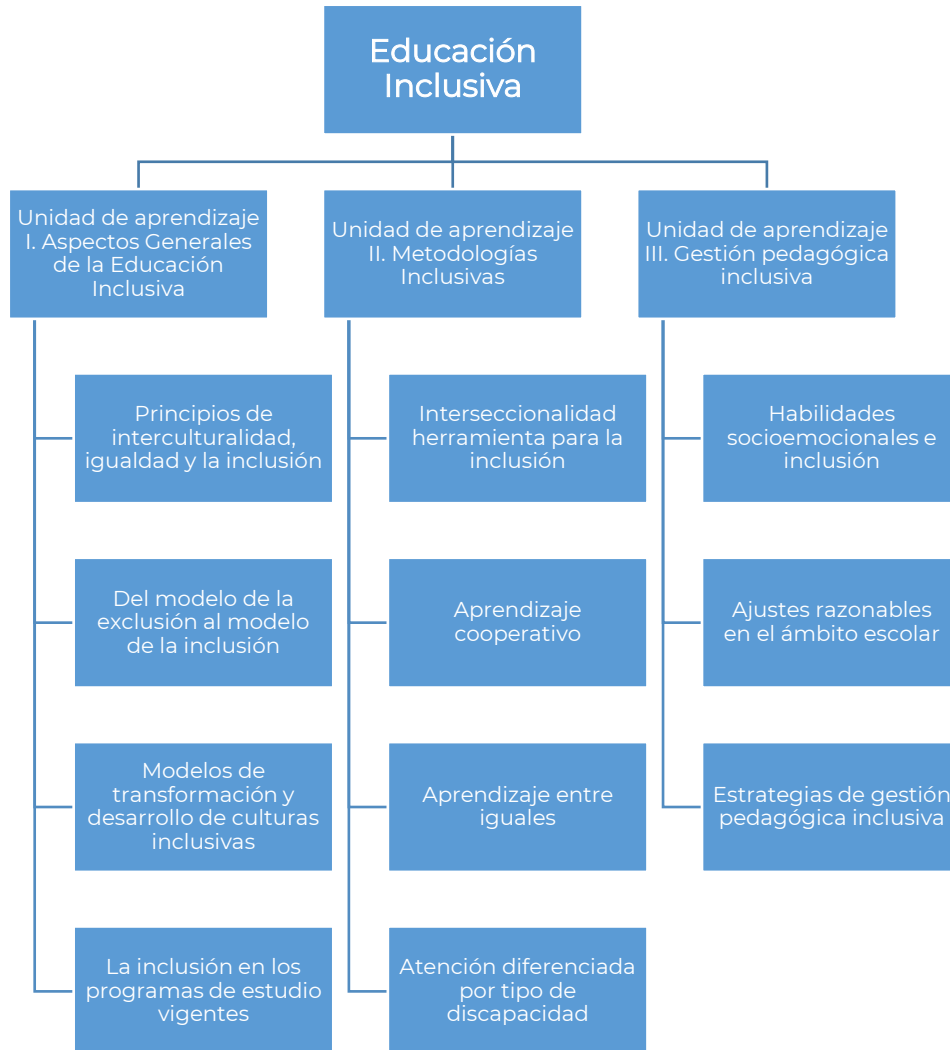 Educación
Inclusiva
Unidad de aprendizaje
I. Aspectos Generales
de la Educación
Inclusiva
Principios de
interculturalidad,
igualdad y la inclusión
Del modelo de la
exclusión al modelo
de la inclusión
Modelos de
transformación y
desarrollo de culturas
inclusivas
La inclusión en los
programas de estudio
vigentes
Unidad de aprendizaje
II. Metodologías
Inclusivas
Interseccionalidad
herramienta para la
inclusión
Aprendizaje
cooperativo
Aprendizaje entre
iguales
Atención diferenciada
por tipo de
discapacidad
Unidad de aprendizaje
III. Gestión pedagógica
inclusiva
Habilidades
socioemocionales e
inclusión
Ajustes razonables
en el ámbito escolar
Estrategias de gestión
pedagógica inclusiva